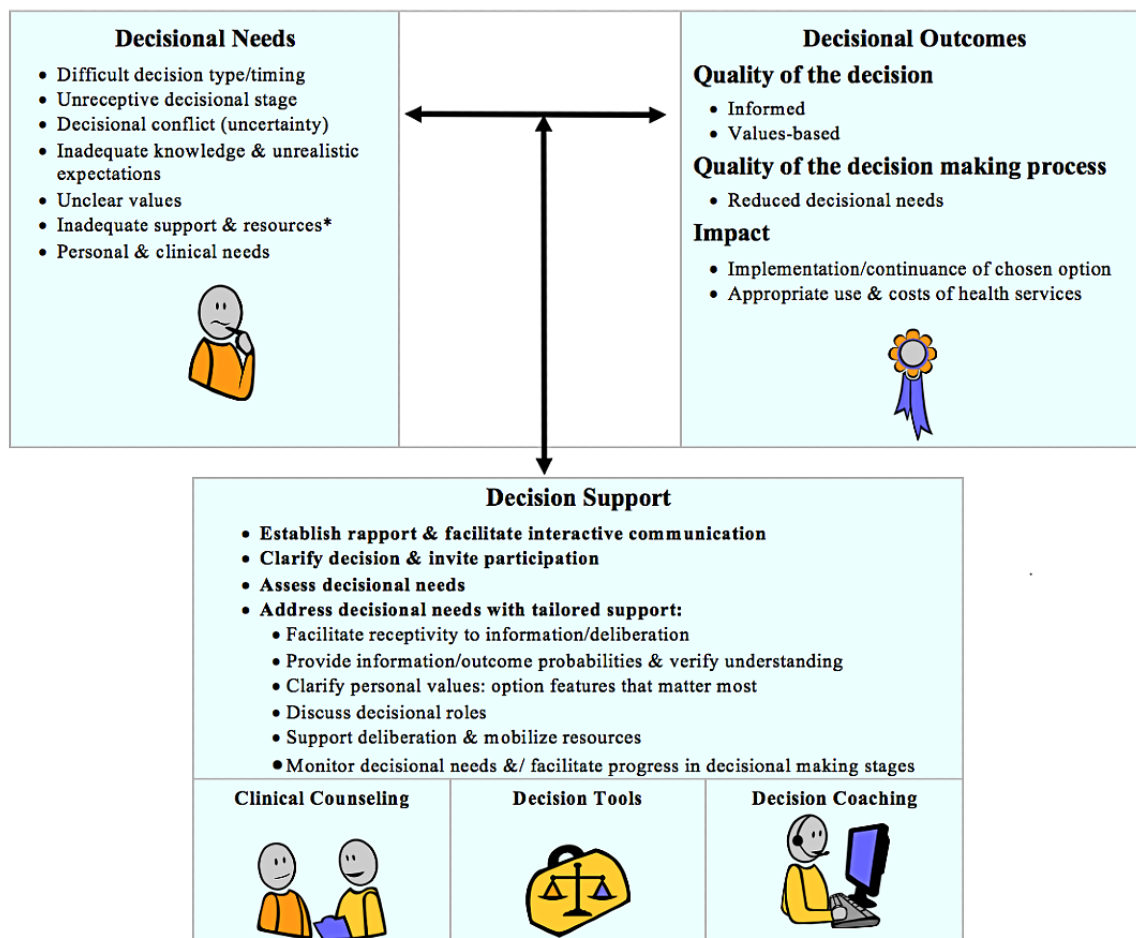 Decisional Needs
• Difficult decision type/timing
• Unreceptive decisional stage
• Decisional conflict (uncertainty)
• Inadequate knowledge & unrealistic
expectations
• Unclear values
• Inadequate support & resources*
• Personal & clinical needs
Decisional Outcomes
Quality of the decision
• Informed
• Values-based
Quality of the decision making process
• Reduced decisional needs
Impact
• Implementation/continuance of chosen option
• Appropriate use & costs of health services
Decision Support
• Establish rapport & facilitate interactive communication
• Clarify decision & invite participation
• Assess decisional needs
• Address decisional needs with tailored support:
• Facilitate receptivity to information/deliberation
• Provide information/outcome probabilities & verify understanding
• Clarify personal values: option features that matter most
• Discuss decisional roles
• Support deliberation & mobilize resources
• Monitor decisional needs &/ facilitate progress in decisional making stages
Clinical Counseling
Decision Tools
Decision Coaching